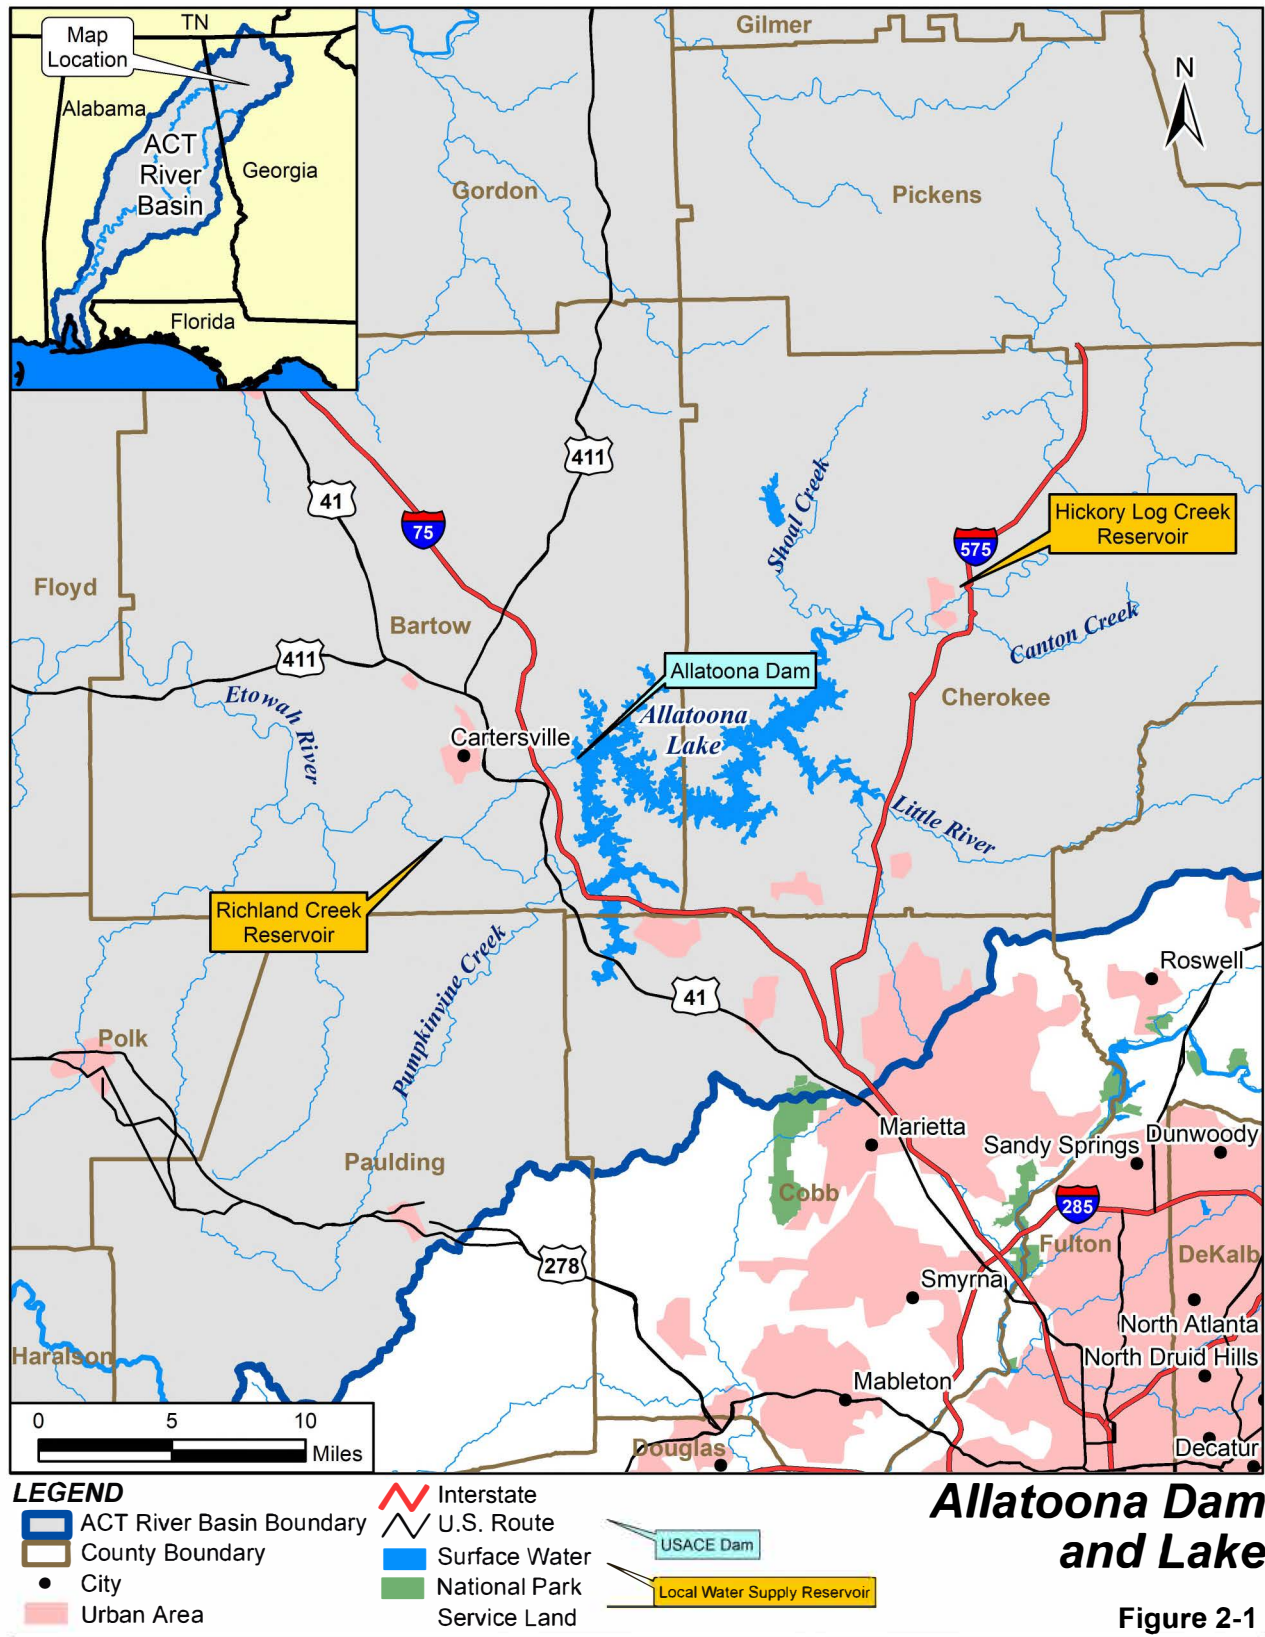 TN
Map
Location
Alabama
ACT
River
Basin
Georgia
Florida
Gilmer
N
Gordon
Pickens
411
41
75
Shoal Creek
575
Hickory Log Creek
Reservoir
Floyd
Bartow
Canton Creek
411
Etowah River
Allatoona Dam
Cherokee
Allatoona
Lake
Cartersville
Little River
Richland Creek
Reservoir
Pumpkinvine Creek
Roswell
41
Polk
Marietta
Sandy Springs
Dunwoody
Paulding
Cobb
285
Fulton
DeKalb
278
Smyrna
North Atlanta
Haralson
North Druid Hills
Mableton
Douglas
Decatur
0 5 10
Miles
LEGEND
ACT River Basin Boundary
County Boundary
City
Urban Area
Interstate
U.S. Route
Surface Water
National Park
Service Land
USACE Dam
Local Water Supply Reservoir
Allatoona Dam
and Lake
Figure 2-1